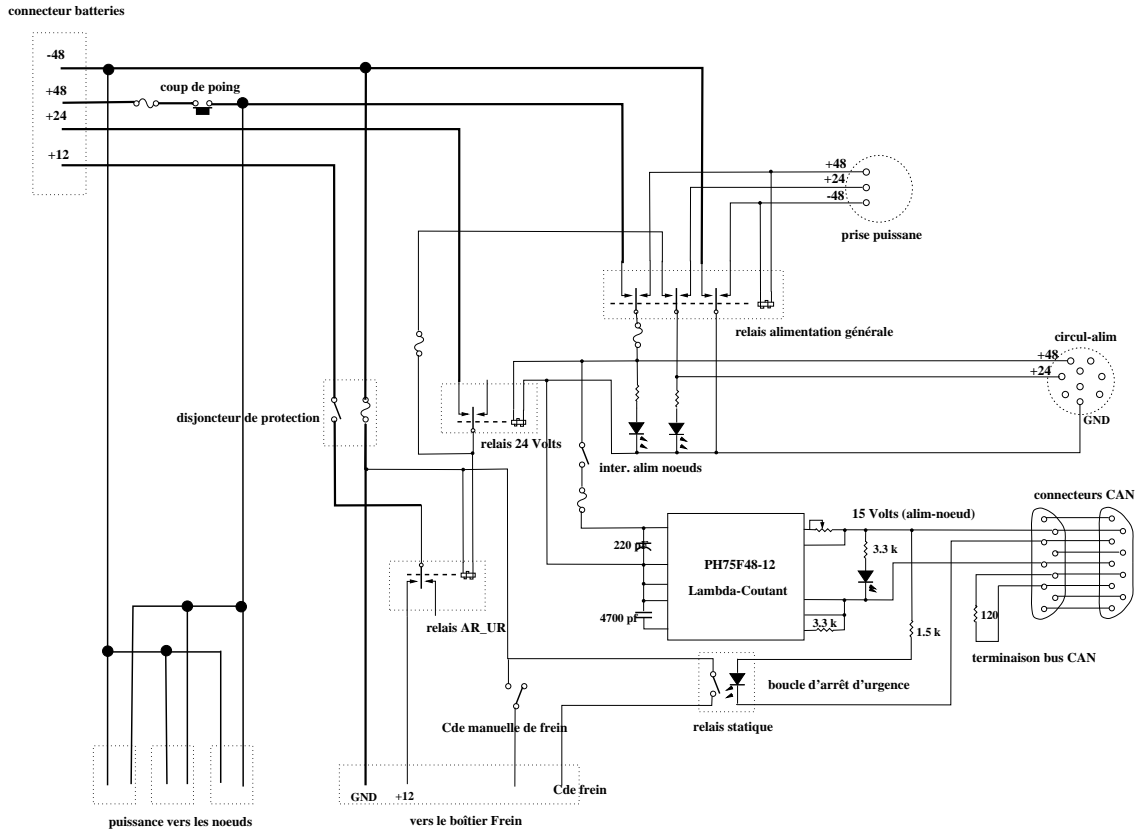 connecteur batteries
-48
+48
coup de poing
+24
+12
+48
+24
-48
prise puissane
relais alimentation générale
circul-alim
+48
+24
GND
disjoncteur de protection
relais 24 Volts
inter. alim noeuds
connecteurs CAN
15 Volts (alim-noeud)
220 pf
PH75F48-12
3.3 k
Lambda-Coutant
4700 pf
3.3 k
120
relais AR_UR
1.5 k
terminaison bus CAN
boucle d'arrêt d'urgence
Cde manuelle de frein
relais statique
Cde frein
GND
+12
puissance vers les noeuds
vers le boîtier Frein